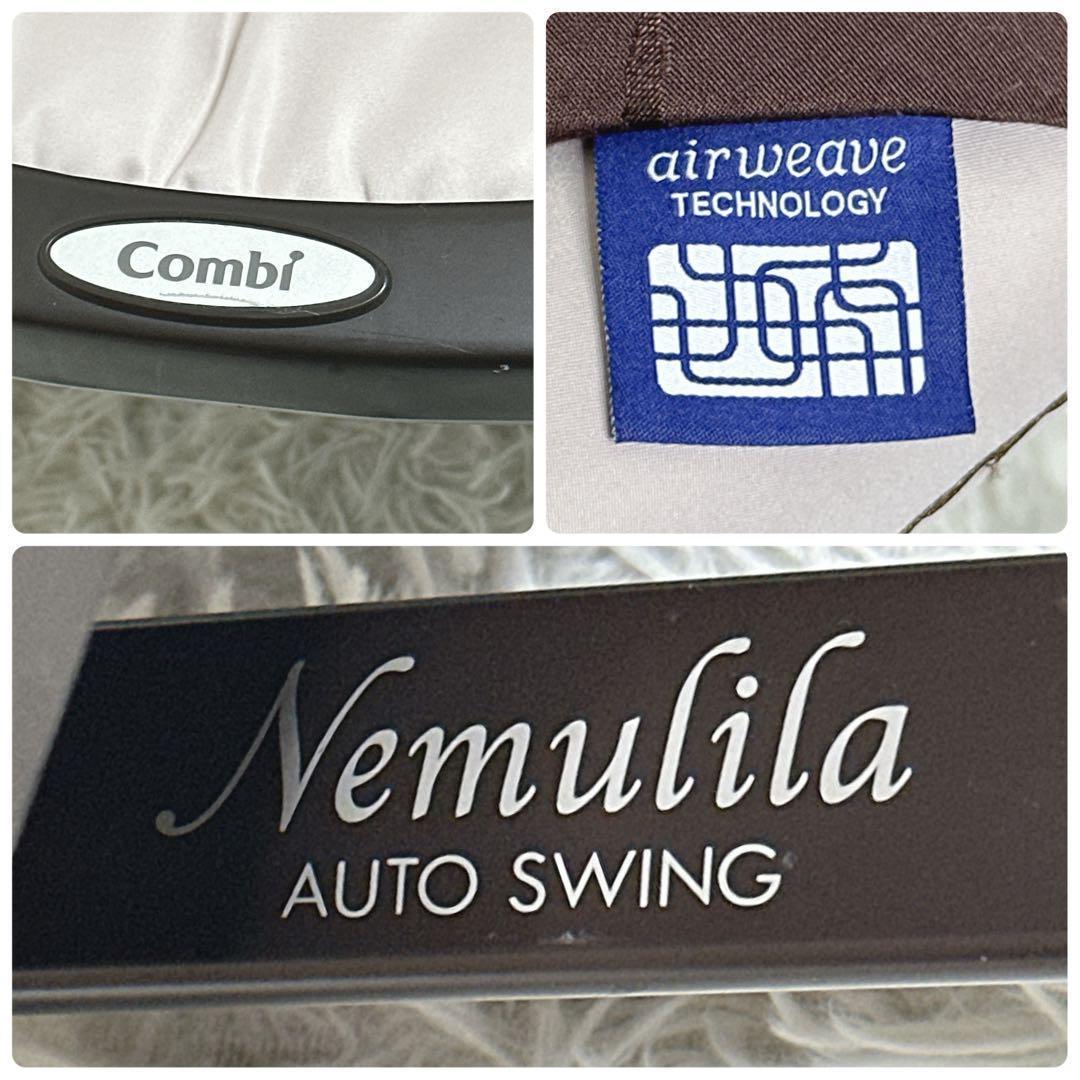 Combi
airweave
TECHNOLOGY
Nemulila
AUTO SWING